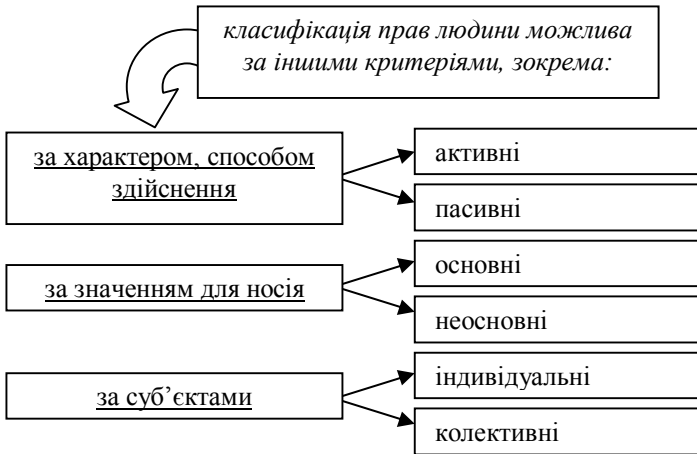 класифікація прав людини можлива
за іншими критеріями, зокрема:
за характером, способом
здійснення
активні
пасивні
за значенням для носія
основні
неосновні
за суб’єктами
індивідуальні
колективні